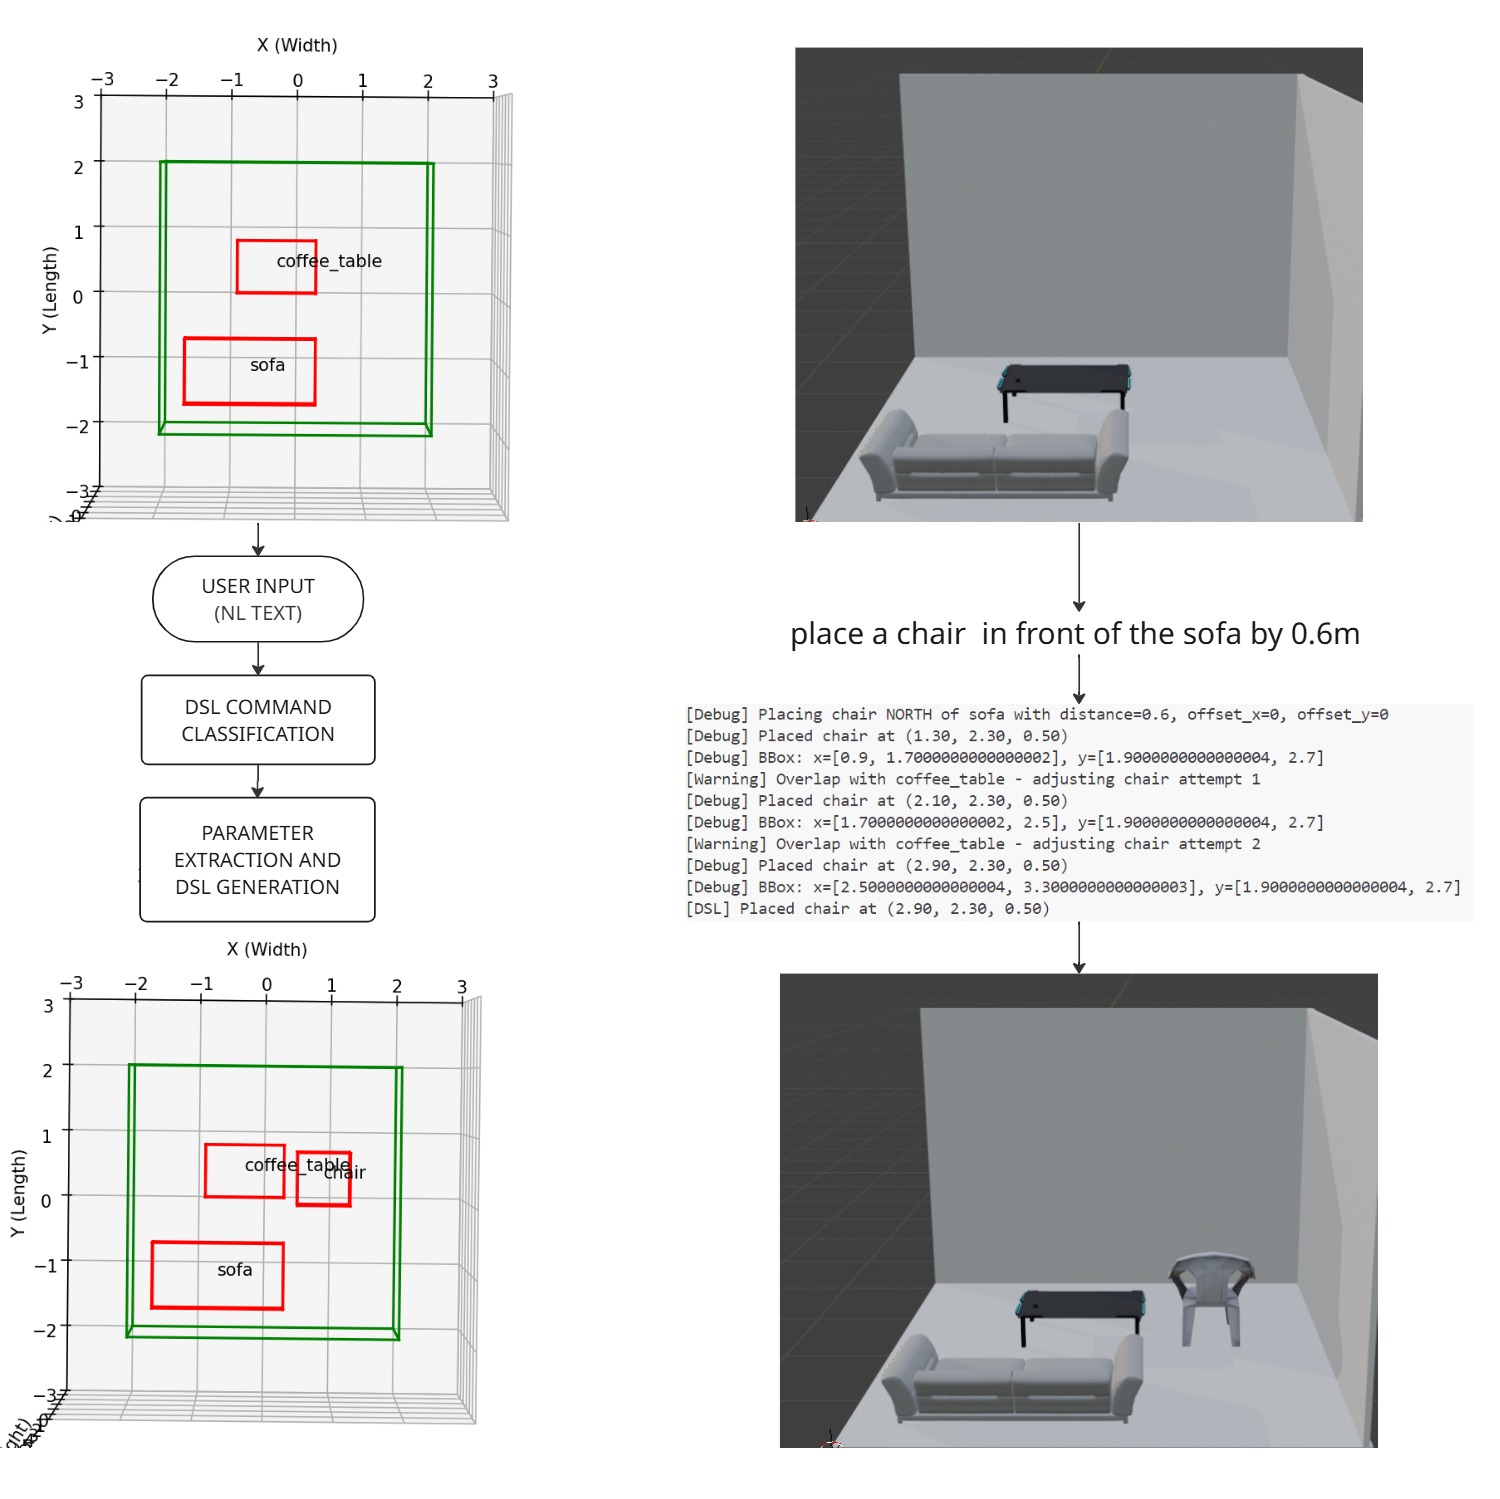 X (Width)
−3 −2 −1 0 1 2 3
3
2
1
0
−1
−2
−3
Y (Length)
coffee_table
sofa
USER INPUT
(NL TEXT)
DSL COMMAND
CLASSIFICATION
PARAMETER
EXTRACTION AND
DSL GENERATION
place a chair in front of the sofa by 0.6m
[Debug] Placing chair NORTH of sofa with distance=0.6, offset_x=0, offset_y=0
[Debug] Placed chair at (1.30, 2.30, 0.50)
[Debug] BBox: x=[0.9, 1.7000000000000002], y=[1.9000000000000004, 2.7]
[Warning] Overlap with coffee_table - adjusting chair attempt 1
[Debug] Placed chair at (2.10, 2.30, 0.50)
[Debug] BBox: x=[1.7000000000000002, 2.5], y=[1.9000000000000004, 2.7]
[Warning] Overlap with coffee_table - adjusting chair attempt 2
[Debug] Placed chair at (2.90, 2.30, 0.50)
[Debug] BBox: x=[2.5000000000000004, 3.3000000000000003], y=[1.9000000000000004, 2.7]
[DSL] Placed chair at (2.90, 2.30, 0.50)
X (Width)
−3 −2 −1 0 1 2 3
3
2
1
0
−1
−2
−3
Y (Length)
coffee_table
chair
sofa